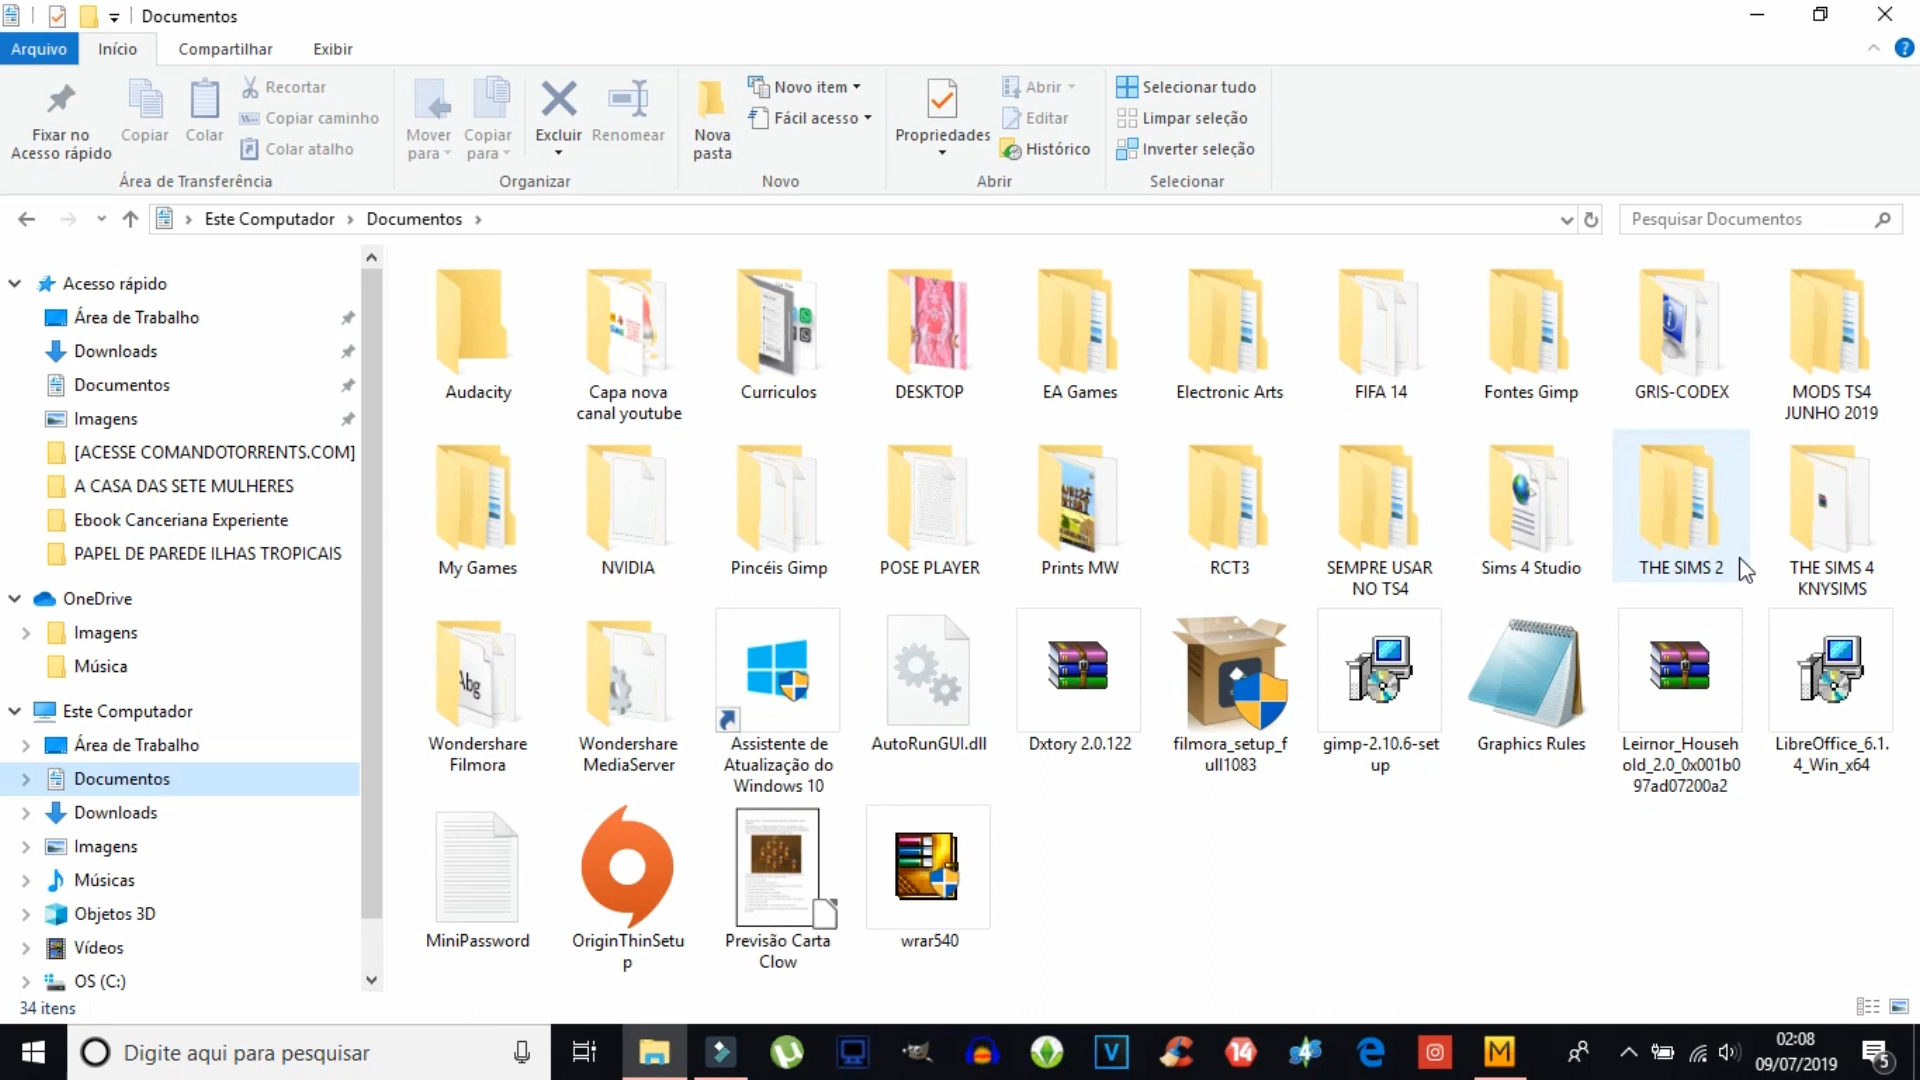 Documentos
Arquivo
Início
Compartilhar
Exibir
Fixar no
Acesso rápido
Copiar
Colar
Recortar
Copiar caminho
Colar atalho
Área de Transferência
Mover
para
Copiar
para
Excluir
Renomear
Organizar
Nova
pasta
Novo item
Fácil acesso
Novo
Propriedades
Abrir
Editar
Histórico
Abrir
Selecionar tudo
Limpar seleção
Inverter seleção
Selecionar
Este Computador
Documentos
Pesquisar Documentos
Acesso rápido
Área de Trabalho
Downloads
Documentos
Imagens
[ACESSE COMANDOTORRENTS.COM]
A CASA DAS SETE MULHERES
Ebook Canceriana Experiente
PAPEL DE PAREDE ILHAS TROPICAIS
OneDrive
Imagens
Música
Este Computador
Área de Trabalho
Documentos
Downloads
Imagens
Músicas
Objetos 3D
Vídeos
OS (C:)
34 itens
Audacity
Capa nova
canal youtube
Curriculos
DESKTOP
EA Games
Electronic Arts
FIFA 14
Fontes Gimp
GRIS-CODEX
MODS TS4
JUNHO 2019
My Games
NVIDIA
Pincéis Gimp
POSE PLAYER
Prints MW
RCT3
SEMPRE USAR
NO TS4
Sims 4 Studio
THE SIMS 2
THE SIMS 4
KNYSIMS
Abg
Wondershare
Filmora
Wondershare
MediaServer
Assistente de
Atualização do
Windows 10
AutoRunGUI.dll
Dxtory 2.0.122
filmora_setup_f
ull1083
gimp-2.10.6-set
up
Graphics Rules
Leirnor_Househ
old_2.0_0x001b0
97ad07200a2
LibreOffice_6.1.
4_Win_x64
MiniPassword
OriginThinSetu
p
Previsão Carta
Clow
wrar540
Digite aqui para pesquisar
V
14
M
02:08
09/07/2019
5